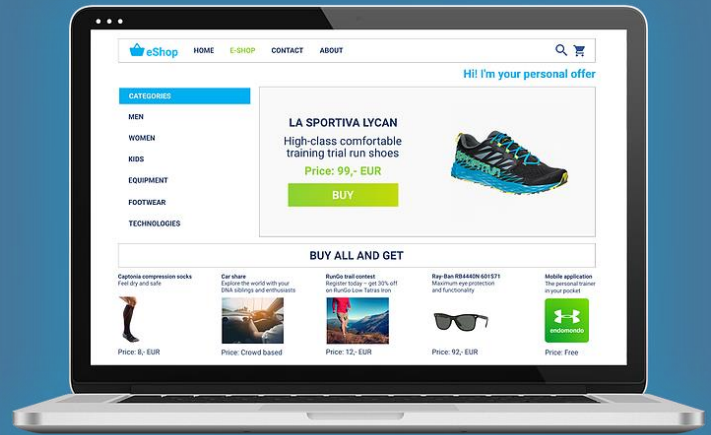 eShop
HOME
E-SHOP
CONTACT
ABOUT
Hi! I'm your personal offer
CATEGORIES
MEN
WOMEN
KIDS
EQUIPMENT
FOOTWEAR
TECHNOLOGIES
LA SPORTIVA LYCAN
High-class comfortable
training trial run shoes
Price: 99,- EUR
BUY
BUY ALL AND GET
Captonia compression socks
Feel dry and safe
Price: 8,- EUR
Car share
Explore the world with your
DNA siblings and enthusiasts
Price: Crowd based
RunGo trail contest
Register today – get 30% off
on RunGo Low Tatras Iron
Price: 12,- EUR
Ray-Ban RB4440N 601S71
Maximum eye protection
and functionality
Price: 92,- EUR
Mobile application
The personal trainer
in your pocket
endomondo
Price: Free